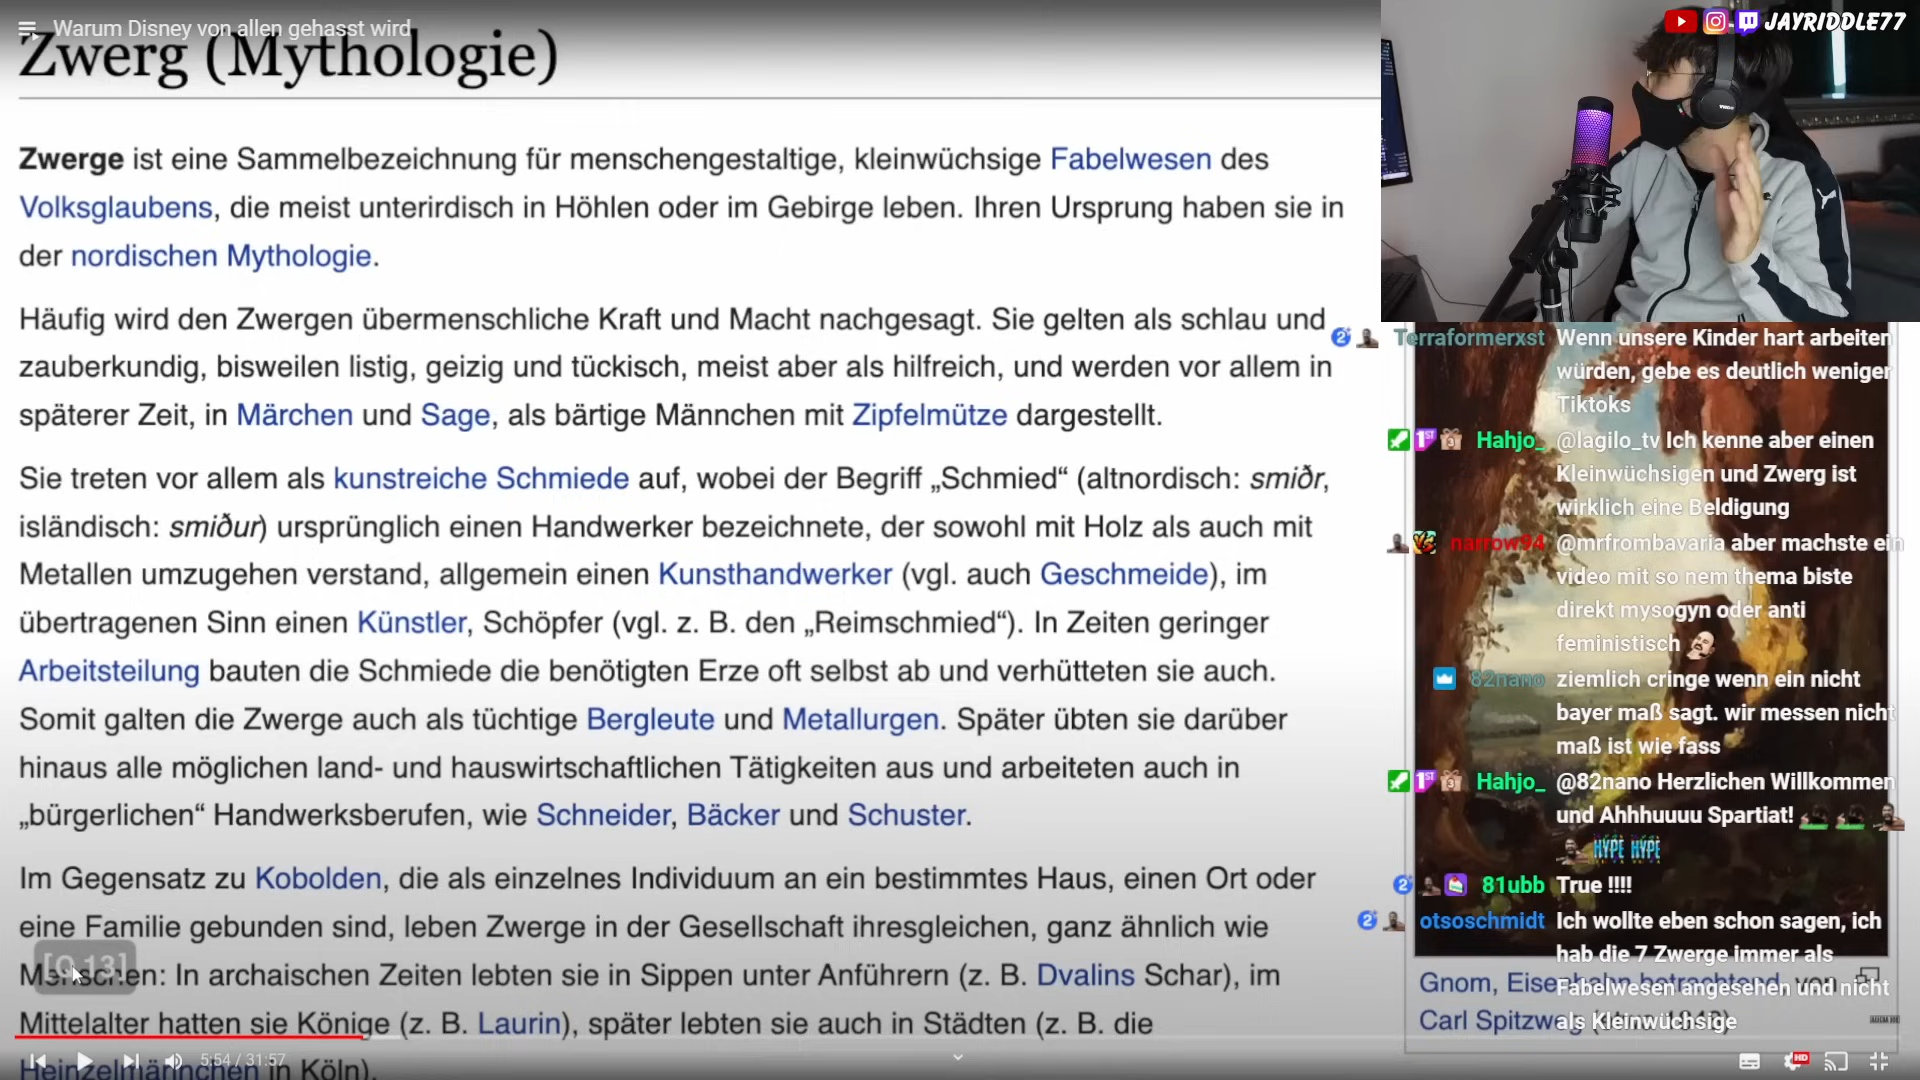 Warum Disney von allen gehasst wird
Zwerg (Mythologie)
Zwerge ist eine Sammelbezeichnung für menschengestaltige, kleinwüchsige Fabelwesen des
Volksglaubens, die meist unterirdisch in Höhlen oder im Gebirge leben. Ihren Ursprung haben sie in
der nordischen Mythologie.
Häufig wird den Zwergen übermenschliche Kraft und Macht nachgesagt. Sie gelten als schlau und
zauberkundig, bisweilen listig, geizig und tückisch, meist aber als hilfreich, und werden vor allem in
späterer Zeit, in Märchen und Sage, als bärtige Männchen mit Zipfelmütze dargestellt.
Sie treten vor allem als kunstreiche Schmiede auf, wobei der Begriff „Schmied“ (altnordisch: smiðr,
isländisch: smiður) ursprünglich einen Handwerker bezeichnete, der sowohl mit Holz als auch mit
Metallen umzugehen verstand, allgemein einen Kunsthandwerker (vgl. auch Geschmeide), im
übertragenen Sinn einen Künstler, Schöpfer (vgl. z. B. den „Reimschmied“). In Zeiten geringer
Arbeitsteilung bauten die Schmiede die benötigten Erze oft selbst ab und verhütteten sie auch.
Somit galten die Zwerge auch als tüchtige Bergleute und Metallurgen. Später übten sie darüber
hinaus alle möglichen land- und hauswirtschaftlichen Tätigkeiten aus und arbeiteten auch in
„bürgerlichen“ Handwerksberufen, wie Schneider, Bäcker und Schuster.
Im Gegensatz zu Kobolden, die als einzelnes Individuum an ein bestimmtes Haus, einen Ort oder
eine Familie gebunden sind, leben Zwerge in der Gesellschaft ihresgleichen, ganz ähnlich wie
Menschen: In archaischen Zeiten lebten sie in Sippen unter Anführern (z. B. Dvalins Schar), im
Mittelalter hatten sie Könige (z. B. Laurin), später lebten sie auch in Städten (z. B. die
Heinzelmännchen in Köln).
5:54 / 31:57
HD
JAYRIDDLE77
2 Terraformerxst Wenn unsere Kinder hart arbeiten
würden, gebe es deutlich weniger
Tiktoks
1ST 3 Hahjo_ @lagilo_tv Ich kenne aber einen
Kleinwüchsigen und Zwerg ist
wirklich eine Beldigung
narrow94 @mrfrombavaria aber machste ein
video mit so nem thema biste
direkt mysogyn oder anti
feministisch
82nano ziemlich cringe wenn ein nicht
bayer maß sagt. wir messen nicht
maß ist wie fass
1ST 3 Hahjo_ @82nano Herzlichen Willkommen
und Ahhhuuuu Spartiat!
HYPE HYPE
2 81ubb True !!!!
2 otsoschmidt Ich wollte eben schon sagen, ich
hab die 7 Zwerge immer als
Fabelwesen angesehen und nicht
als Kleinwüchsige
Gnom, Eisenbahn betrachtend, von
Carl Spitzweg